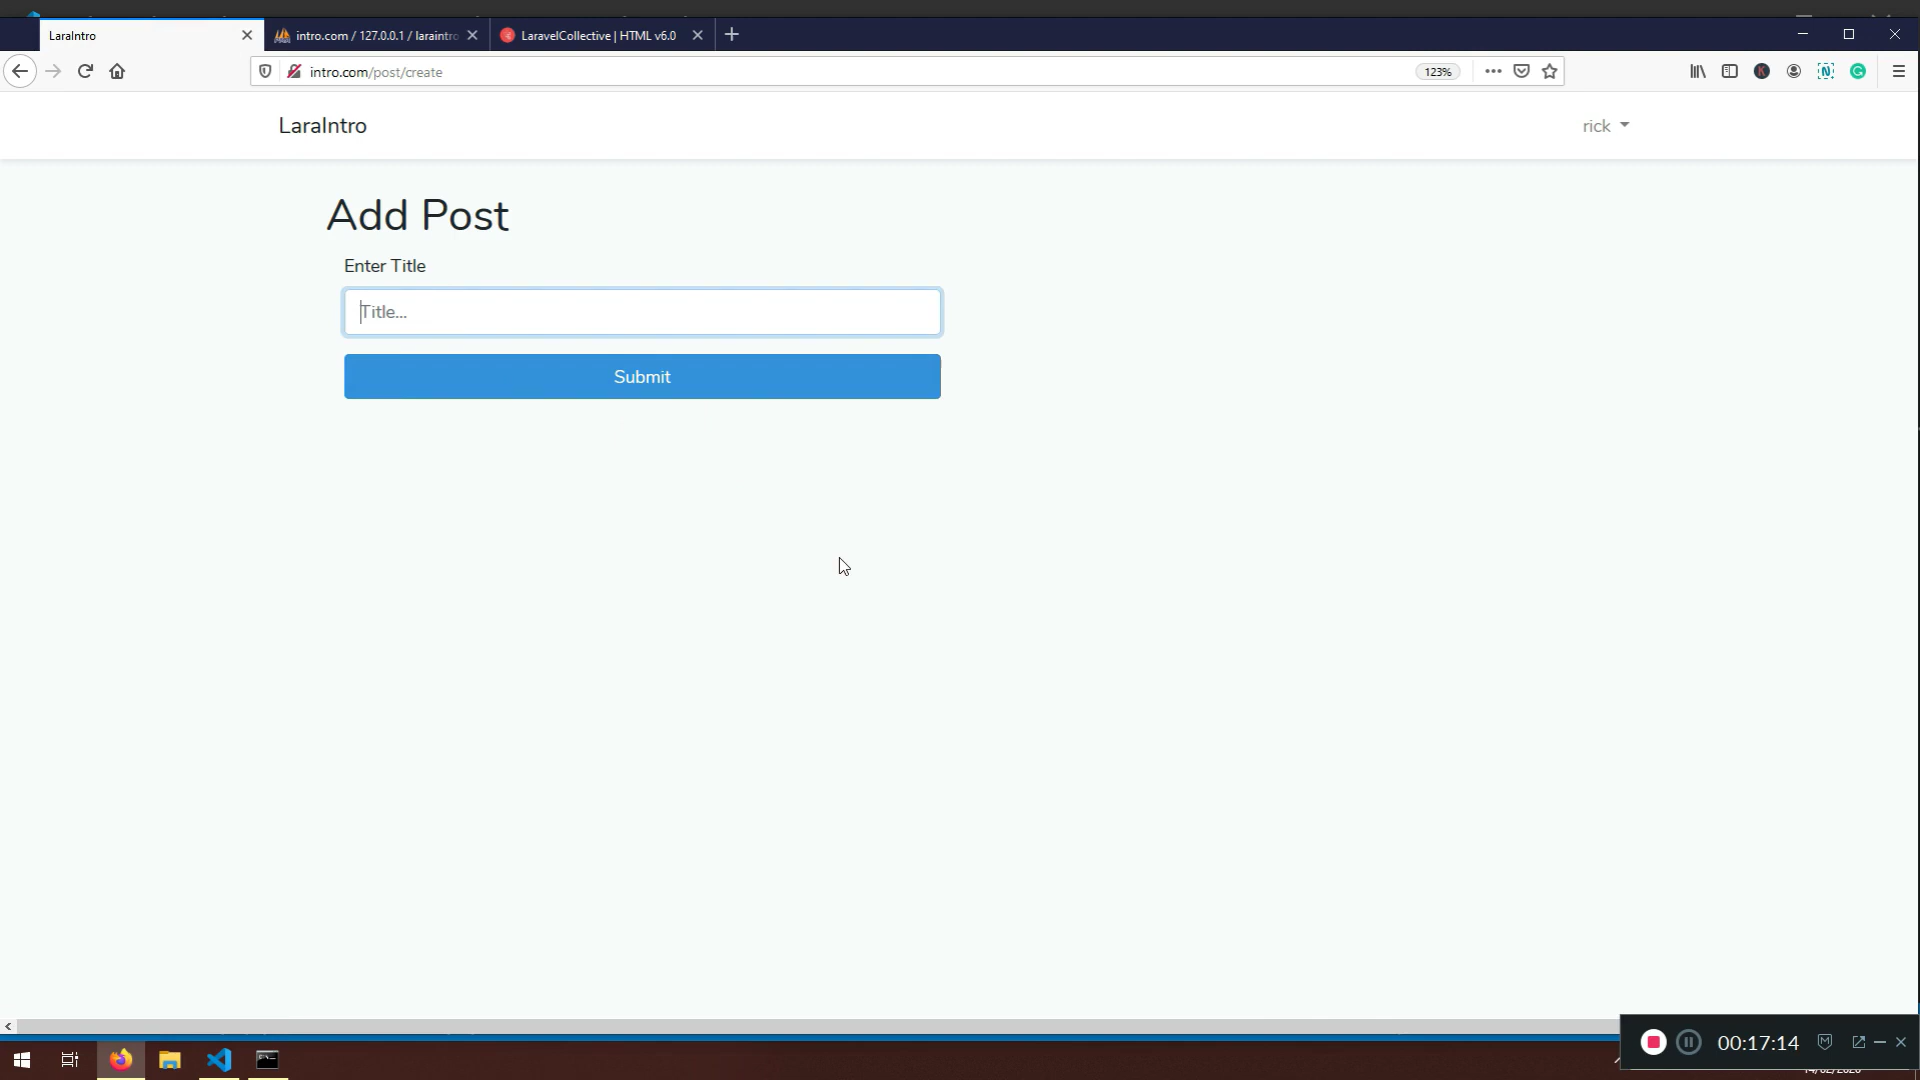 LaraIntro
intro.com / 127.0.0.1 / laraintro
LaravelCollective | HTML v6.0
intro.com/post/create
123%
LaraIntro
rick
Add Post
Enter Title
Title...
Submit
00:17:14